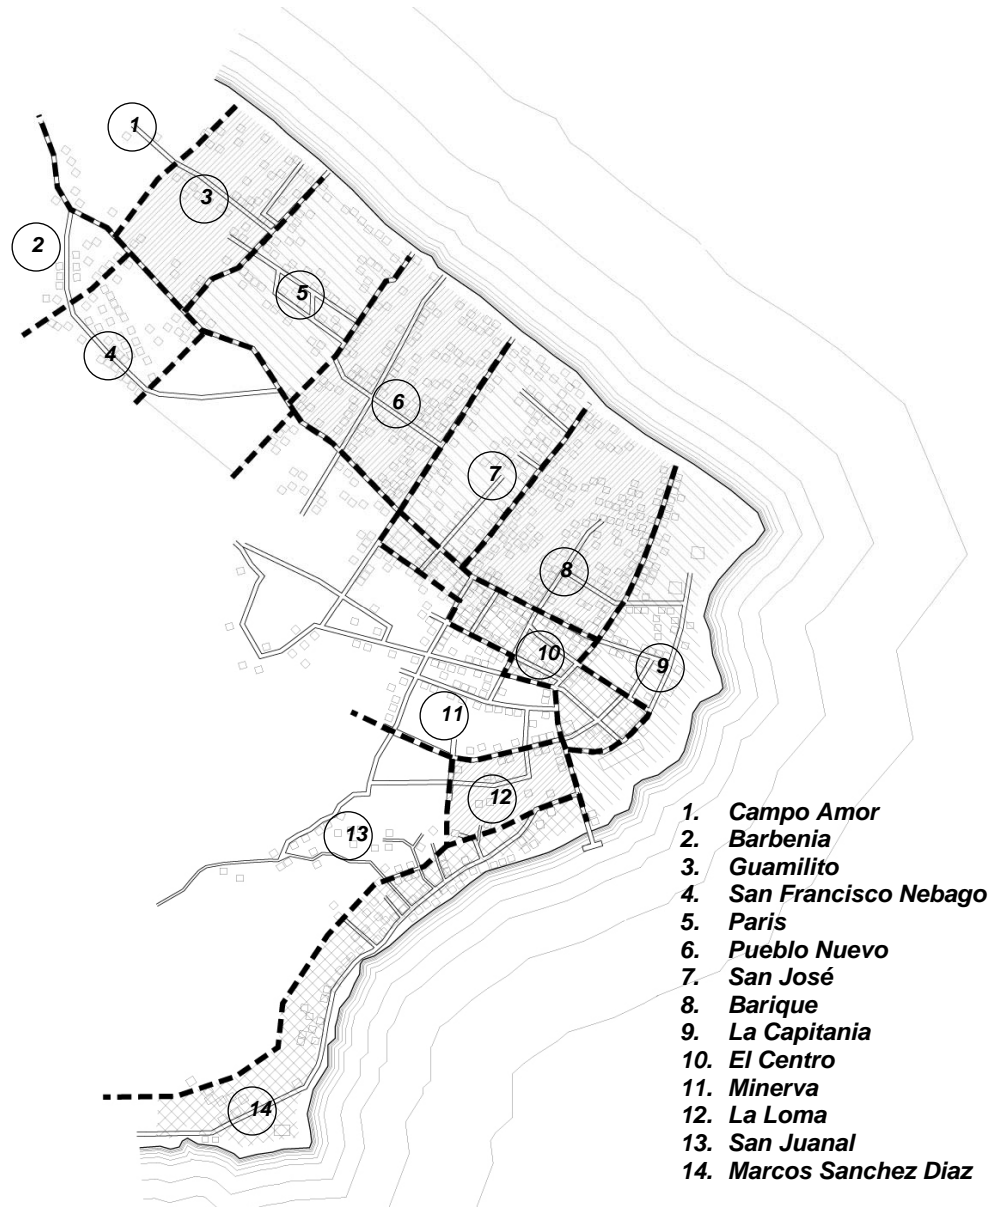 1
2
3
4
5
6
7
8
9
10
11
12
13
14
1. Campo Amor
2. Barbenia
3. Guamilito
4. San Francisco Nebago
5. Paris
6. Pueblo Nuevo
7. San José
8. Barique
9. La Capitania
10. El Centro
11. Minerva
12. La Loma
13. San Juanal
14. Marcos Sanchez Diaz